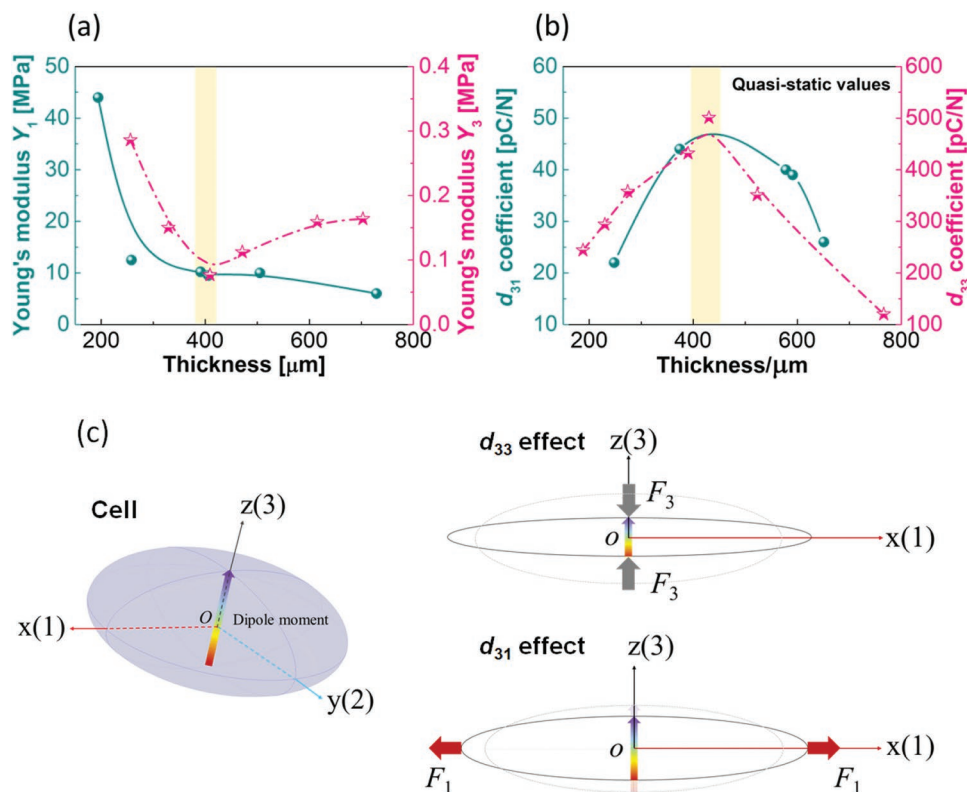 (a)
Young's modulus Y1 [MPa]
50
40
30
20
10
0
200
400
600
800
Thickness [μm]
0.4
0.3
0.2
0.1
0.0
Young's modulus Y3 [MPa]
(b)
d31 coefficient [pC/N]
60
50
40
30
20
10
Quasi-static values
200
400
600
800
Thickness/μm
600
500
400
300
200
100
d33 coefficient [pC/N]
(c)
Cell
z(3)
O
Dipole moment
x(1)
y(2)
d33 effect
z(3)
F3
O
x(1)
F3
d31 effect
z(3)
O
x(1)
F1
F1